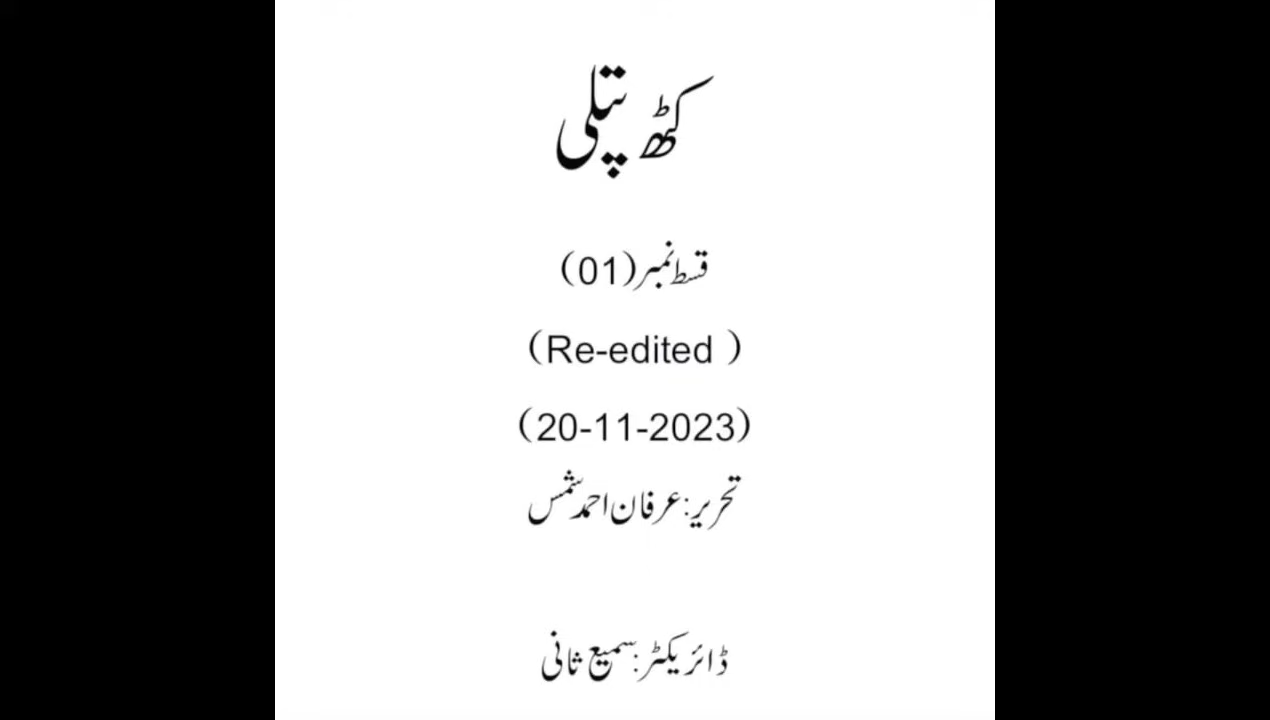 کٹھ پتلی
قسط نمبر (01)
(Re-edited )
(20-11-2023)
تحریر: عرفان احمد شمس
ڈائریکٹر: سمیع ثانی